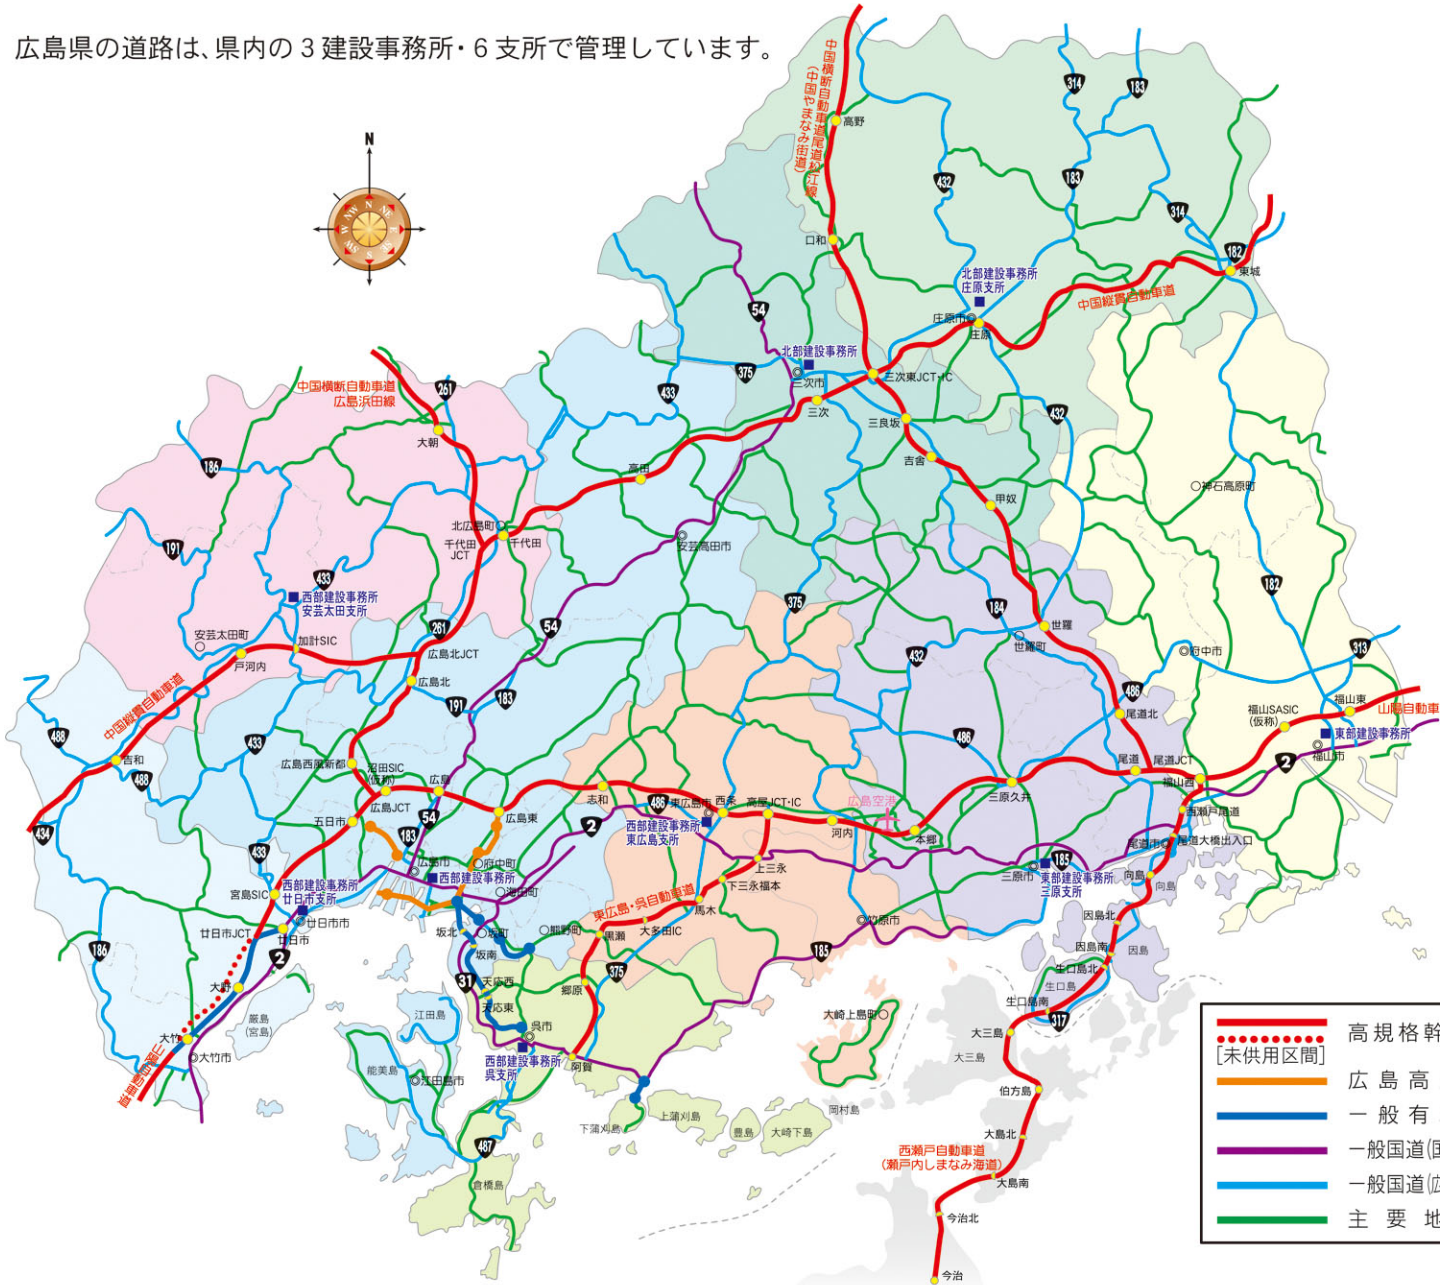 広島県の道路は、県内の3建設事務所・6支所で管理しています。
N
NE
E
SE
S
SW
W
NW
N
中国横断自動車道尾道松江線
(中国やまなみ街道)
高野
314
183
432
183
314
182
東城
口和
北部建設事務所
庄原支所
庄原市
庄原
中国縦貫自動車道
54
北部建設事務所
三次市
三次東JCT・IC
375
433
三次
三良坂
432
中国横断自動車道
広島浜田線
261
大朝
吉舎
186
高田
甲奴
神石高原町
北広島町
千代田
JCT
千代田
安芸高田市
191
433
西部建設事務所
安芸太田支所
182
375
184
54
261
世羅
世羅町
安芸太田町
加計SIC
戸河内
広島北JCT
432
府中市
313
広島北
中国縦貫自動車道
191
183
486
尾道北
福山SASIC
(仮称)
福山東
山陽自動車
東部建設事務所
488
吉和
488
433
広島西風新都
沼田SIC
(仮称)
広島
486
尾道
尾道JCT
福山西
福山市
2
434
広島JCT
五日市
183
54
広島東
志和
486
東広島市
西条
高屋JCT・IC
広島空港
三原久井
西瀬戸尾道
2
西部建設事務所
東広島支所
河内
本郷
尾道市
尾道大橋出入口
433
広島市
府中町
西部建設事務所
海田町
上三永
下三永福本
三原市
185
東部建設事務所
三原支所
向島
向島
宮島SIC
西部建設事務所
廿日市支所
廿日市市
廿日市JCT
廿日市
東広島・呉自動車道
馬木
大多田IC
黒瀬
竹原市
因島北
因島南
因島
186
2
坂北
坂町
坂南
熊野町
375
185
生口島北
生口島
生口島南
317
大野
31
天応西
天応東
郷原
厳島
(宮島)
江田島
呉市
大崎上島町
大三島
大三島
大竹
大竹市
山陽自動車道
能美島
江田島市
西部建設事務所
呉支所
阿賀
伯方島
下蒲刈島
上蒲刈島
豊島
大崎下島
岡村島
大島北
487
倉橋島
西瀬戸自動車道
(瀬戸内しまなみ海道)
大島南
今治北
今治
高規格幹
[未供用区間]
広島高
一般有
一般国道(国
一般国道(広
主要地